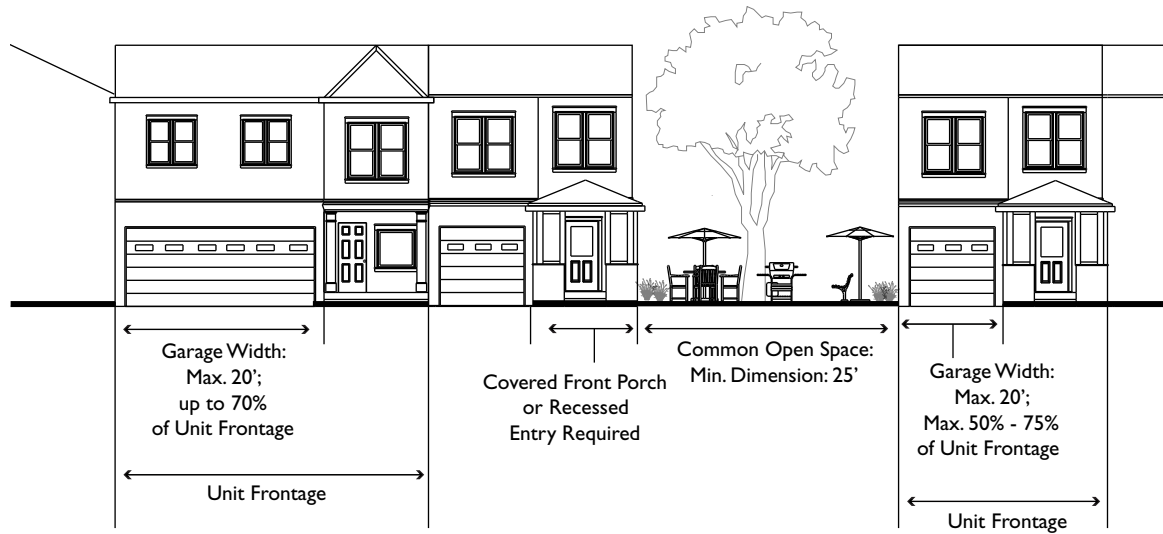 Garage Width:
Max. 20’;
up to 70%
of Unit Frontage
Unit Frontage
Covered Front Porch
or Recessed
Entry Required
Common Open Space:
Min. Dimension: 25’
Garage Width:
Max. 20’;
Max. 50% - 75%
of Unit Frontage
Unit Frontage